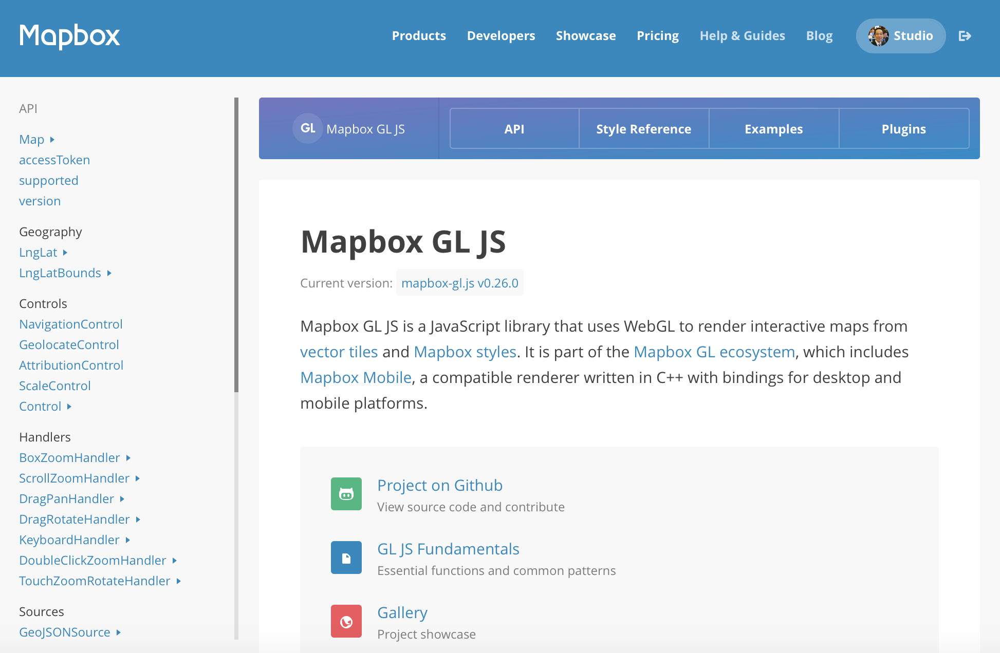 Mapbox
Products Developers Showcase Pricing Help & Guides Blog Studio
API
Map
accessToken
supported
version
Geography
LngLat
LngLatBounds
Controls
NavigationControl
GeolocateControl
AttributionControl
ScaleControl
Control
Handlers
BoxZoomHandler
ScrollZoomHandler
DragPanHandler
DragRotateHandler
KeyboardHandler
DoubleClickZoomHandler
TouchZoomRotateHandler
Sources
GeoJSONSource
GL Mapbox GL JS
API Style Reference Examples Plugins
Mapbox GL JS
Current version: mapbox-gl.js v0.26.0
Mapbox GL JS is a JavaScript library that uses WebGL to render interactive maps from
vector tiles and Mapbox styles. It is part of the Mapbox GL ecosystem, which includes
Mapbox Mobile, a compatible renderer written in C++ with bindings for desktop and
mobile platforms.
Project on Github
View source code and contribute
GL JS Fundamentals
Essential functions and common patterns
Gallery
Project showcase